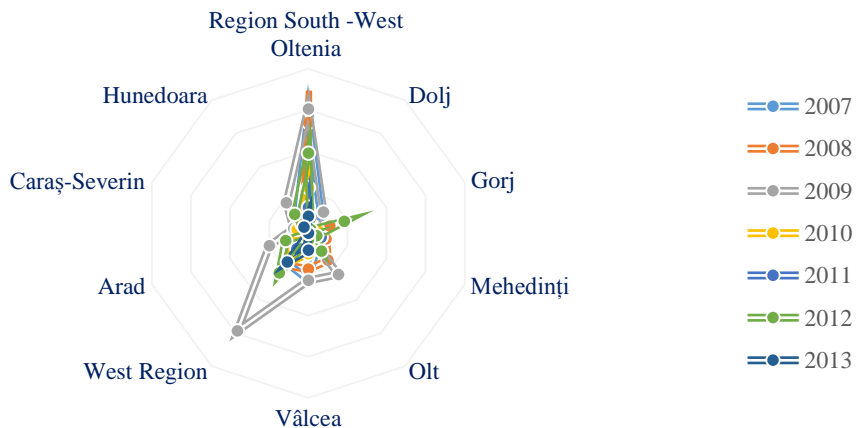 Region South -West
Oltenia
Dolj
Gorj
Mehedinți
Olt
Vâlcea
West Region
Arad
Caraș-Severin
Hunedoara
2007
2008
2009
2010
2011
2012
2013